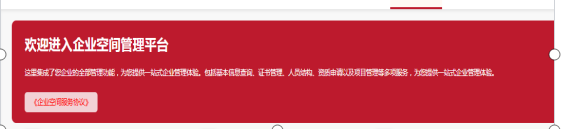 欢迎进入企业空间管理平台
这里集成了您企业的全部管理功能，为您提供一站式企业管理体验。包括基本信息查询、证书管理、人员结构、资质申请以及项目管理等多项服务，为您提供一站式企业管理体验。
《企业空间服务协议》